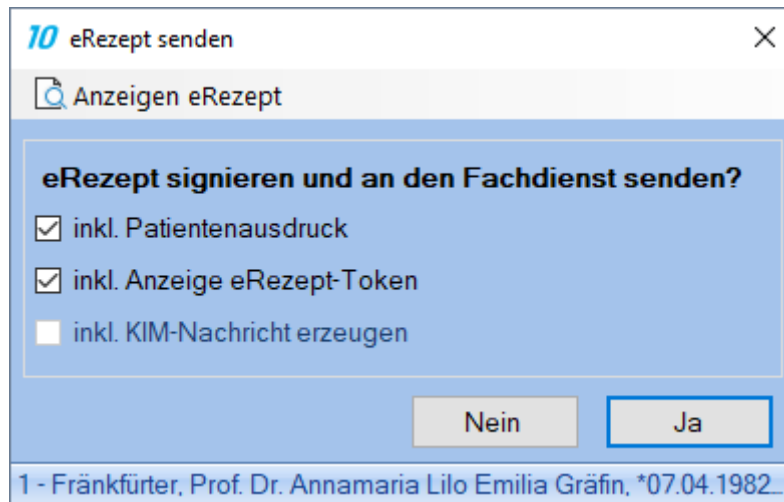 10 eRezept senden
Anzeigen eRezept
eRezept signieren und an den Fachdienst senden?
inkl. Patientenausdruck
inkl. Anzeige eRezept-Token
inkl. KIM-Nachricht erzeugen
Nein Ja
1 - Fränkfürter, Prof. Dr. Annamaria Lilo Emilia Gräfin, *07.04.1982...